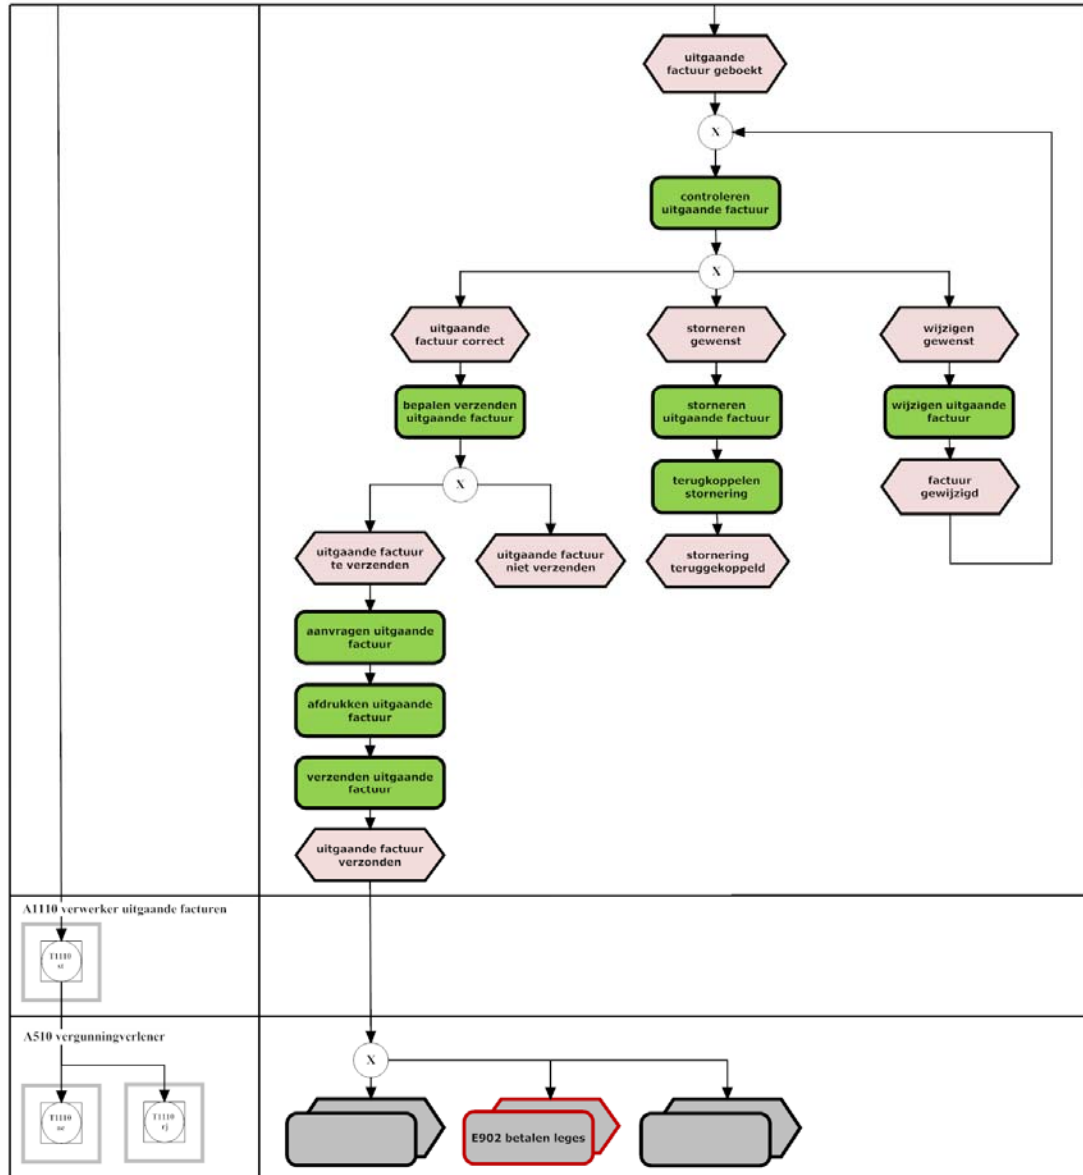 uitgaande
factuur geboekt
X
controleren
uitgaande factuur
X
uitgaande
factuur correct
storneren
gewenst
wijzigen
gewenst
bepalen verzenden
uitgaande factuur
storneren
uitgaande factuur
wijzigen uitgaande
factuur
X
terugkoppelen
stornering
factuur
gewijzigd
uitgaande factuur
te verzenden
uitgaande factuur
niet verzenden
stornering
teruggekoppeld
aanvragen uitgaande
factuur
afdrukken uitgaande
factuur
verzenden uitgaande
factuur
uitgaande factuur
verzonden
A1110 verwerker uitgaande facturen
T1110
st
A510 vergunningverlener
X
T1110
ac
T1110
rj
E902 betalen leges